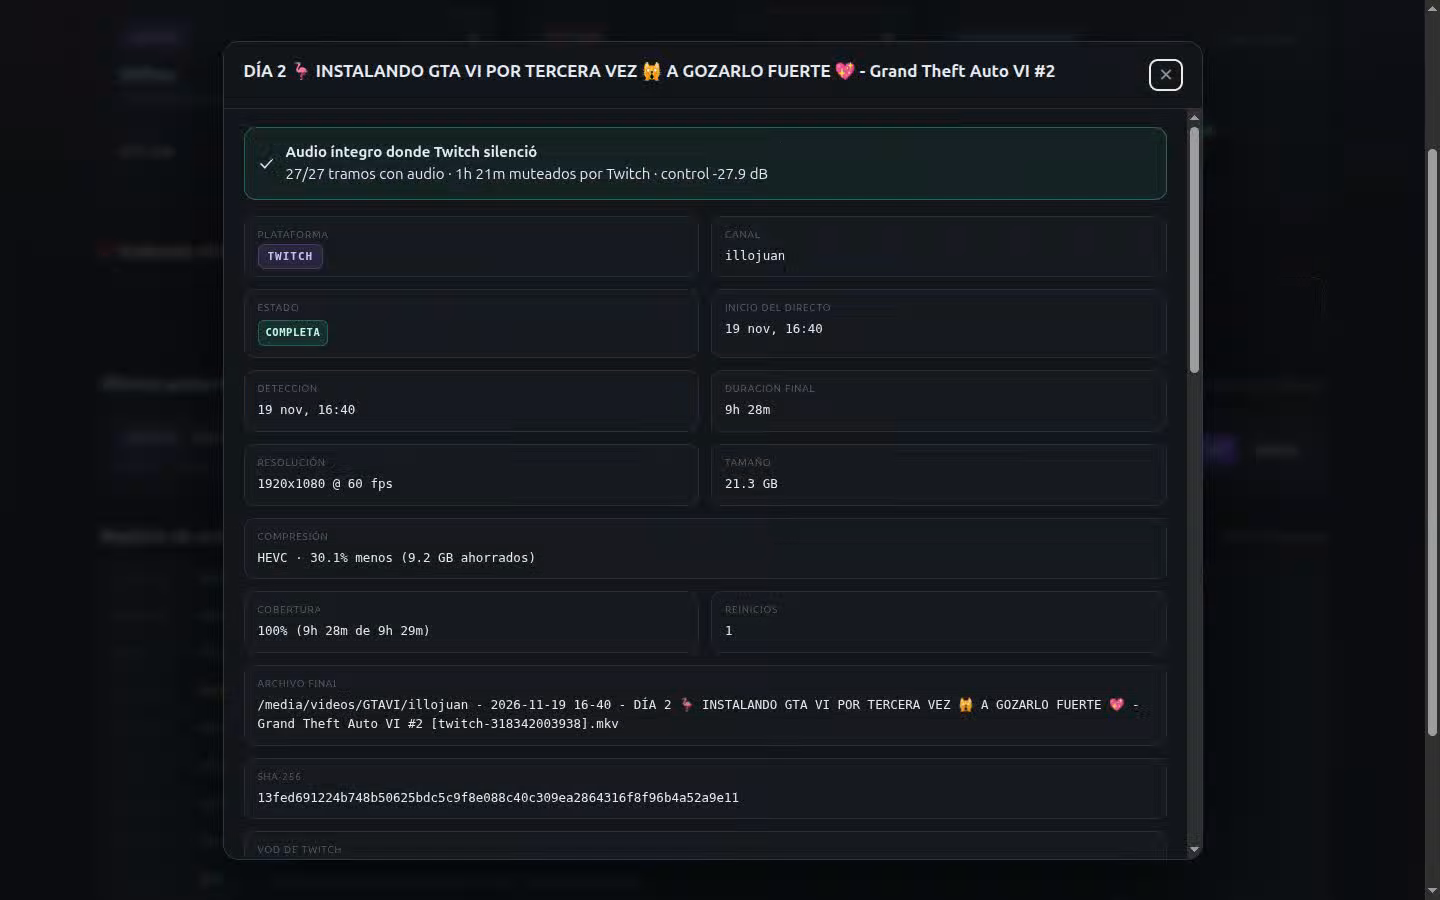 DÍA 2 🦩 INSTALANDO GTA VI POR TERCERA VEZ 🙀 A GOZARLO FUERTE 💖 - Grand Theft Auto VI #2
Audio íntegro donde Twitch silenció
27/27 tramos con audio · 1h 21m muteados por Twitch · control -27.9 dB
PLATAFORMA
TWITCH
CANAL
illojuan
ESTADO
COMPLETA
INICIO DEL DIRECTO
19 nov, 16:40
DETECCIÓN
19 nov, 16:40
DURACIÓN FINAL
9h 28m
RESOLUCIÓN
1920x1080 @ 60 fps
TAMAÑO
21.3 GB
COMPRESIÓN
HEVC · 30.1% menos (9.2 GB ahorrados)
COBERTURA
100% (9h 28m de 9h 29m)
REINICIOS
1
ARCHIVO FINAL
/media/videos/GTAVI/illojuan - 2026-11-19 16-40 - DÍA 2 🦩 INSTALANDO GTA VI POR TERCERA VEZ 🙀 A GOZARLO FUERTE 💖 -
Grand Theft Auto VI #2 [twitch-318342003938].mkv
SHA-256
13fed691224b748b50625bdc5c9f8e088c40c309ea2864316f8f96b4a52a9e11
VOD DE TWITCH